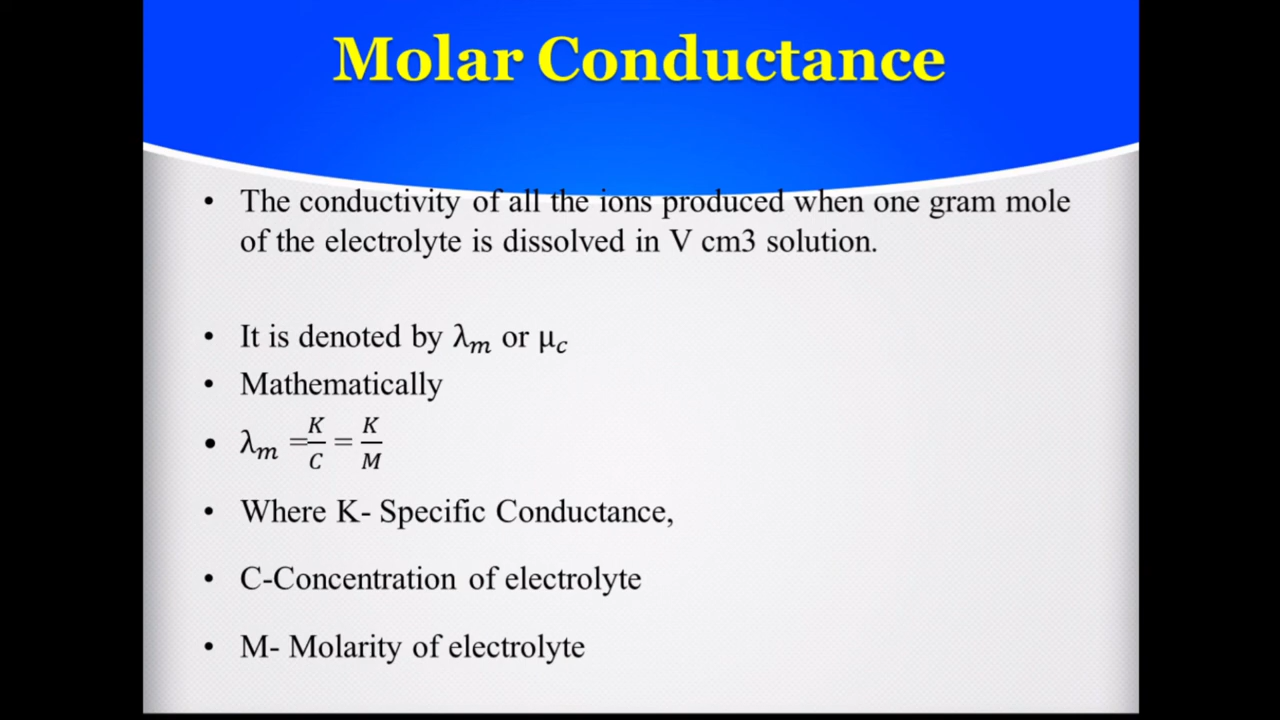 Molar Conductance
• The conductivity of all the ions produced when one gram mole
of the electrolyte is dissolved in V cm3 solution.
• It is denoted by λₘ or μ𝑐
• Mathematically
• λₘ = K/C = K/M
• Where K- Specific Conductance,
• C-Concentration of electrolyte
• M- Molarity of electrolyte